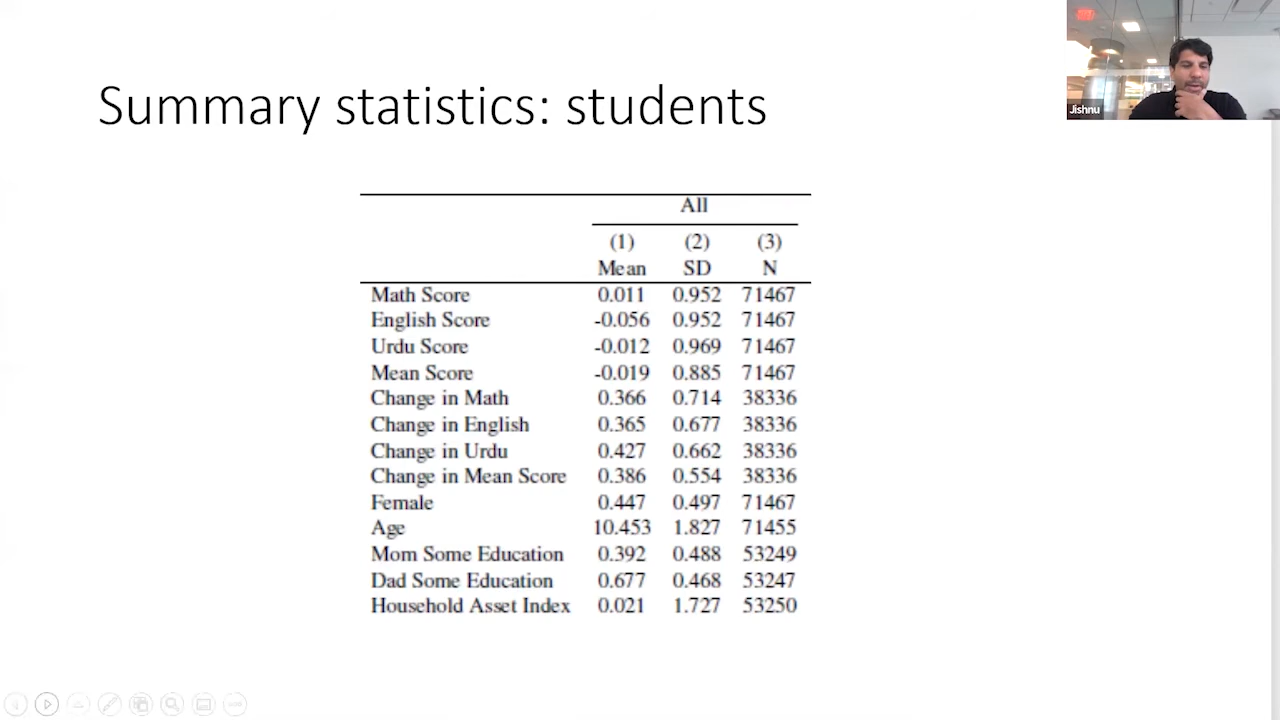 Jishnu
Summary statistics: students
All
(1) (2) (3)
Mean SD N
Math Score 0.011 0.952 71467
English Score -0.056 0.952 71467
Urdu Score -0.012 0.969 71467
Mean Score -0.019 0.885 71467
Change in Math 0.366 0.714 38336
Change in English 0.365 0.677 38336
Change in Urdu 0.427 0.662 38336
Change in Mean Score 0.386 0.554 38336
Female 0.447 0.497 71467
Age 10.453 1.827 71455
Mom Some Education 0.392 0.488 53249
Dad Some Education 0.677 0.468 53247
Household Asset Index 0.021 1.727 53250